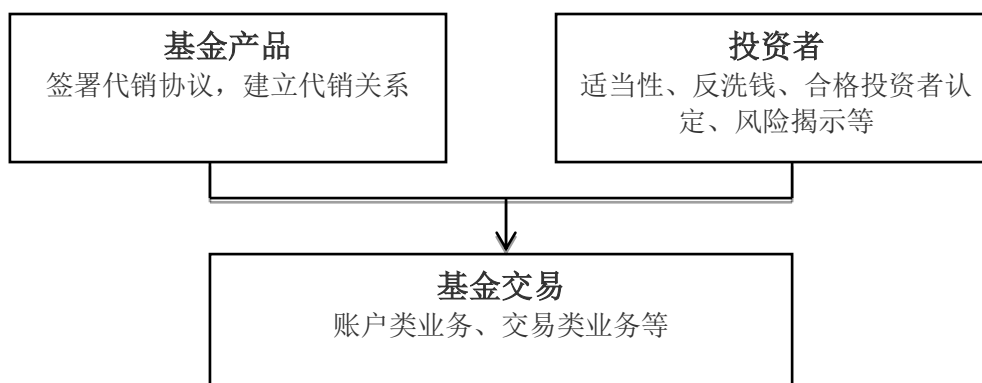 基金产品
签署代销协议，建立代销关系
投资者
适当性、反洗钱、合格投资者认
定、风险揭示等
基金交易
账户类业务、交易类业务等